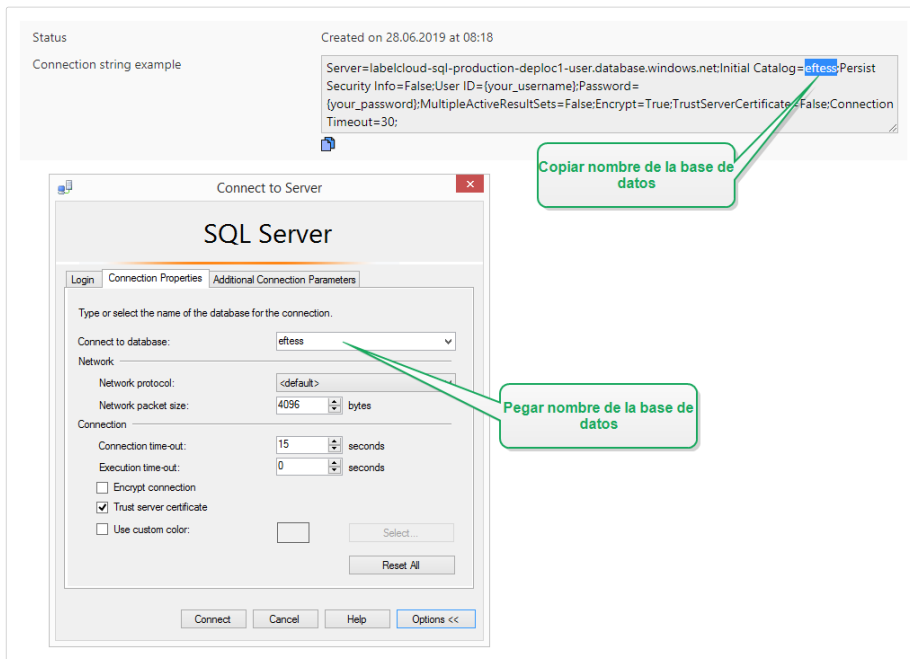 Status
Created on 28.06.2019 at 08:18
Connection string example
Server=labelcloud-sql-production-deploc1-user.database.windows.net;Initial Catalog=eftess;Persist
Security Info=False;User ID={your_username};Password=
{your_password};MultipleActiveResultSets=False;Encrypt=True;TrustServerCertificate=False;Connection
Timeout=30;
Copiar nombre de la base de
datos
Connect to Server
SQL Server
Login
Connection Properties
Additional Connection Parameters
Type or select the name of the database for the connection.
Connect to database:
eftess
Network
Network protocol:
<default>
Network packet size:
4096
bytes
Pegar nombre de la base de
datos
Connection
Connection time-out:
15
seconds
Execution time-out:
0
seconds
Encrypt connection
Trust server certificate
Use custom color:
Select...
Reset All
Connect
Cancel
Help
Options <<